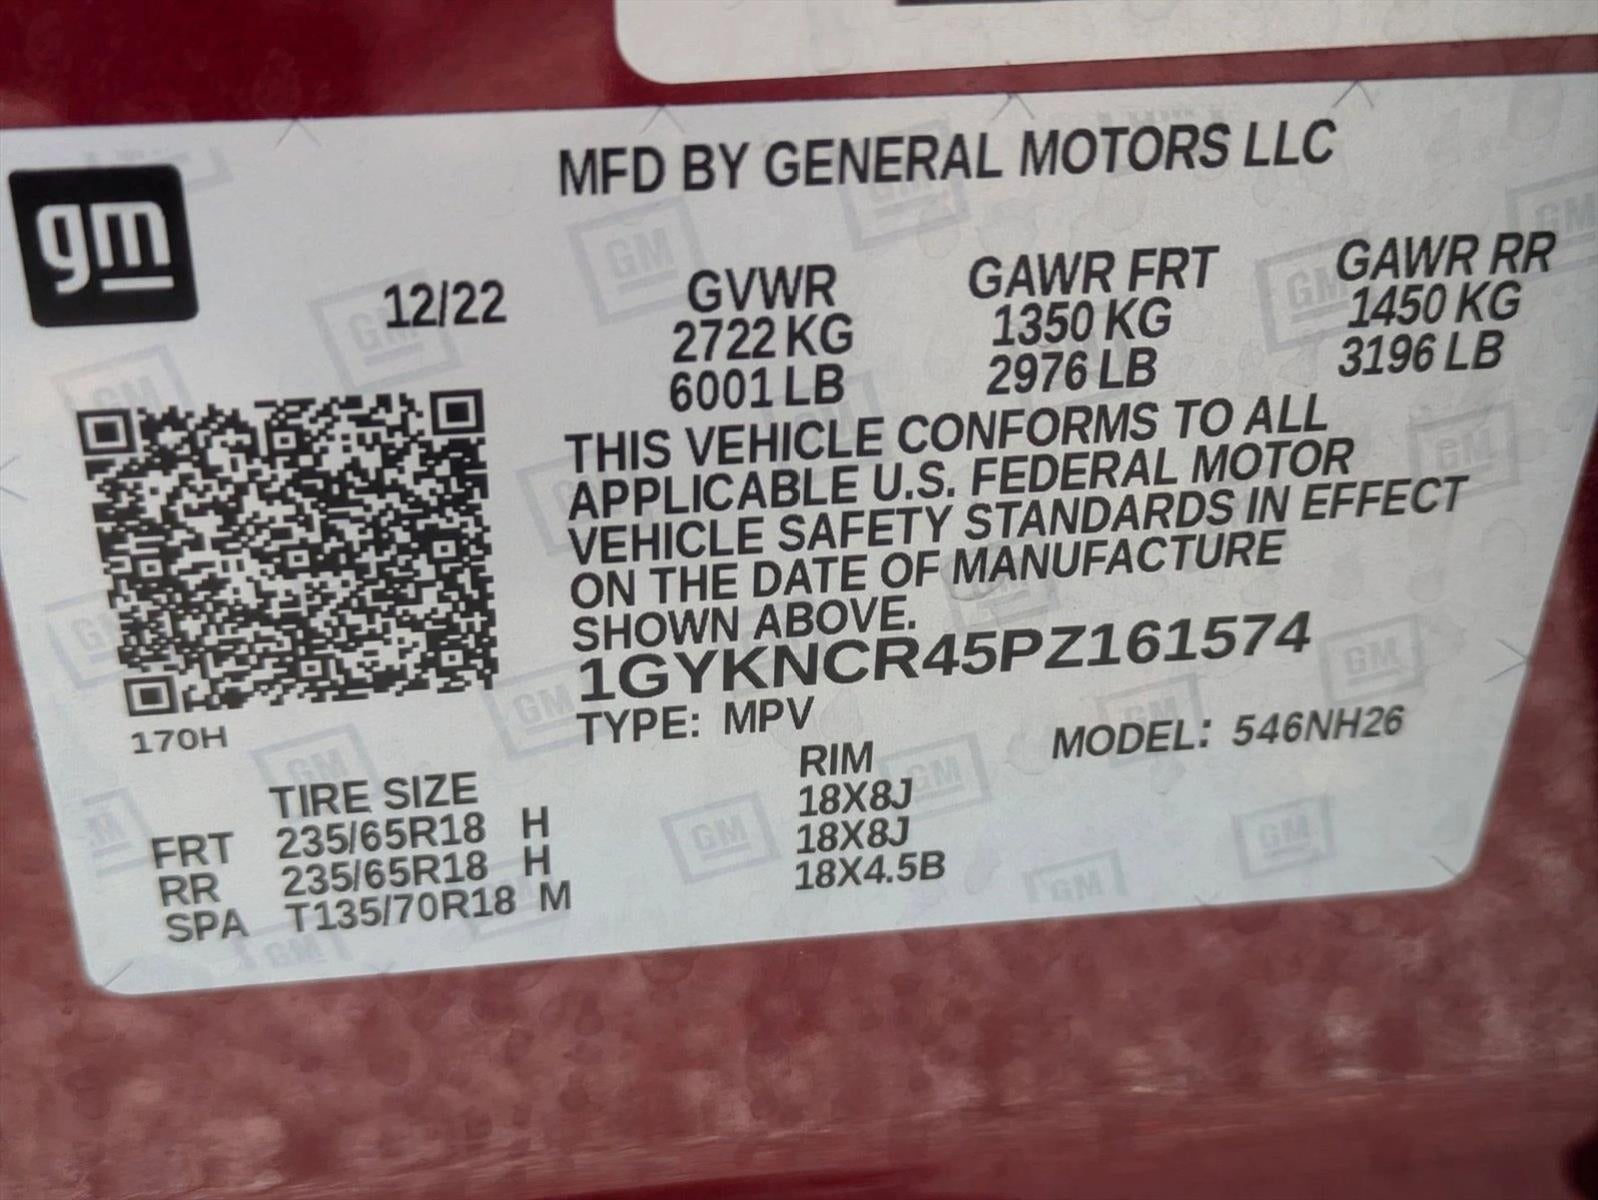 gm
MFD BY GENERAL MOTORS LLC
12/22
GVWR GAWR FRT GAWR RR
2722 KG 1350 KG 1450 KG
6001 LB 2976 LB 3196 LB
THIS VEHICLE CONFORMS TO ALL
APPLICABLE U.S. FEDERAL MOTOR
VEHICLE SAFETY STANDARDS IN EFFECT
ON THE DATE OF MANUFACTURE
SHOWN ABOVE.
1GYKNCR45PZ161574
TYPE: MPV MODEL: 546NH26
170H
TIRE SIZE RIM
FRT 235/65R18 H 18X8J
RR 235/65R18 H 18X8J
SPA T135/70R18 M 18X4.5B